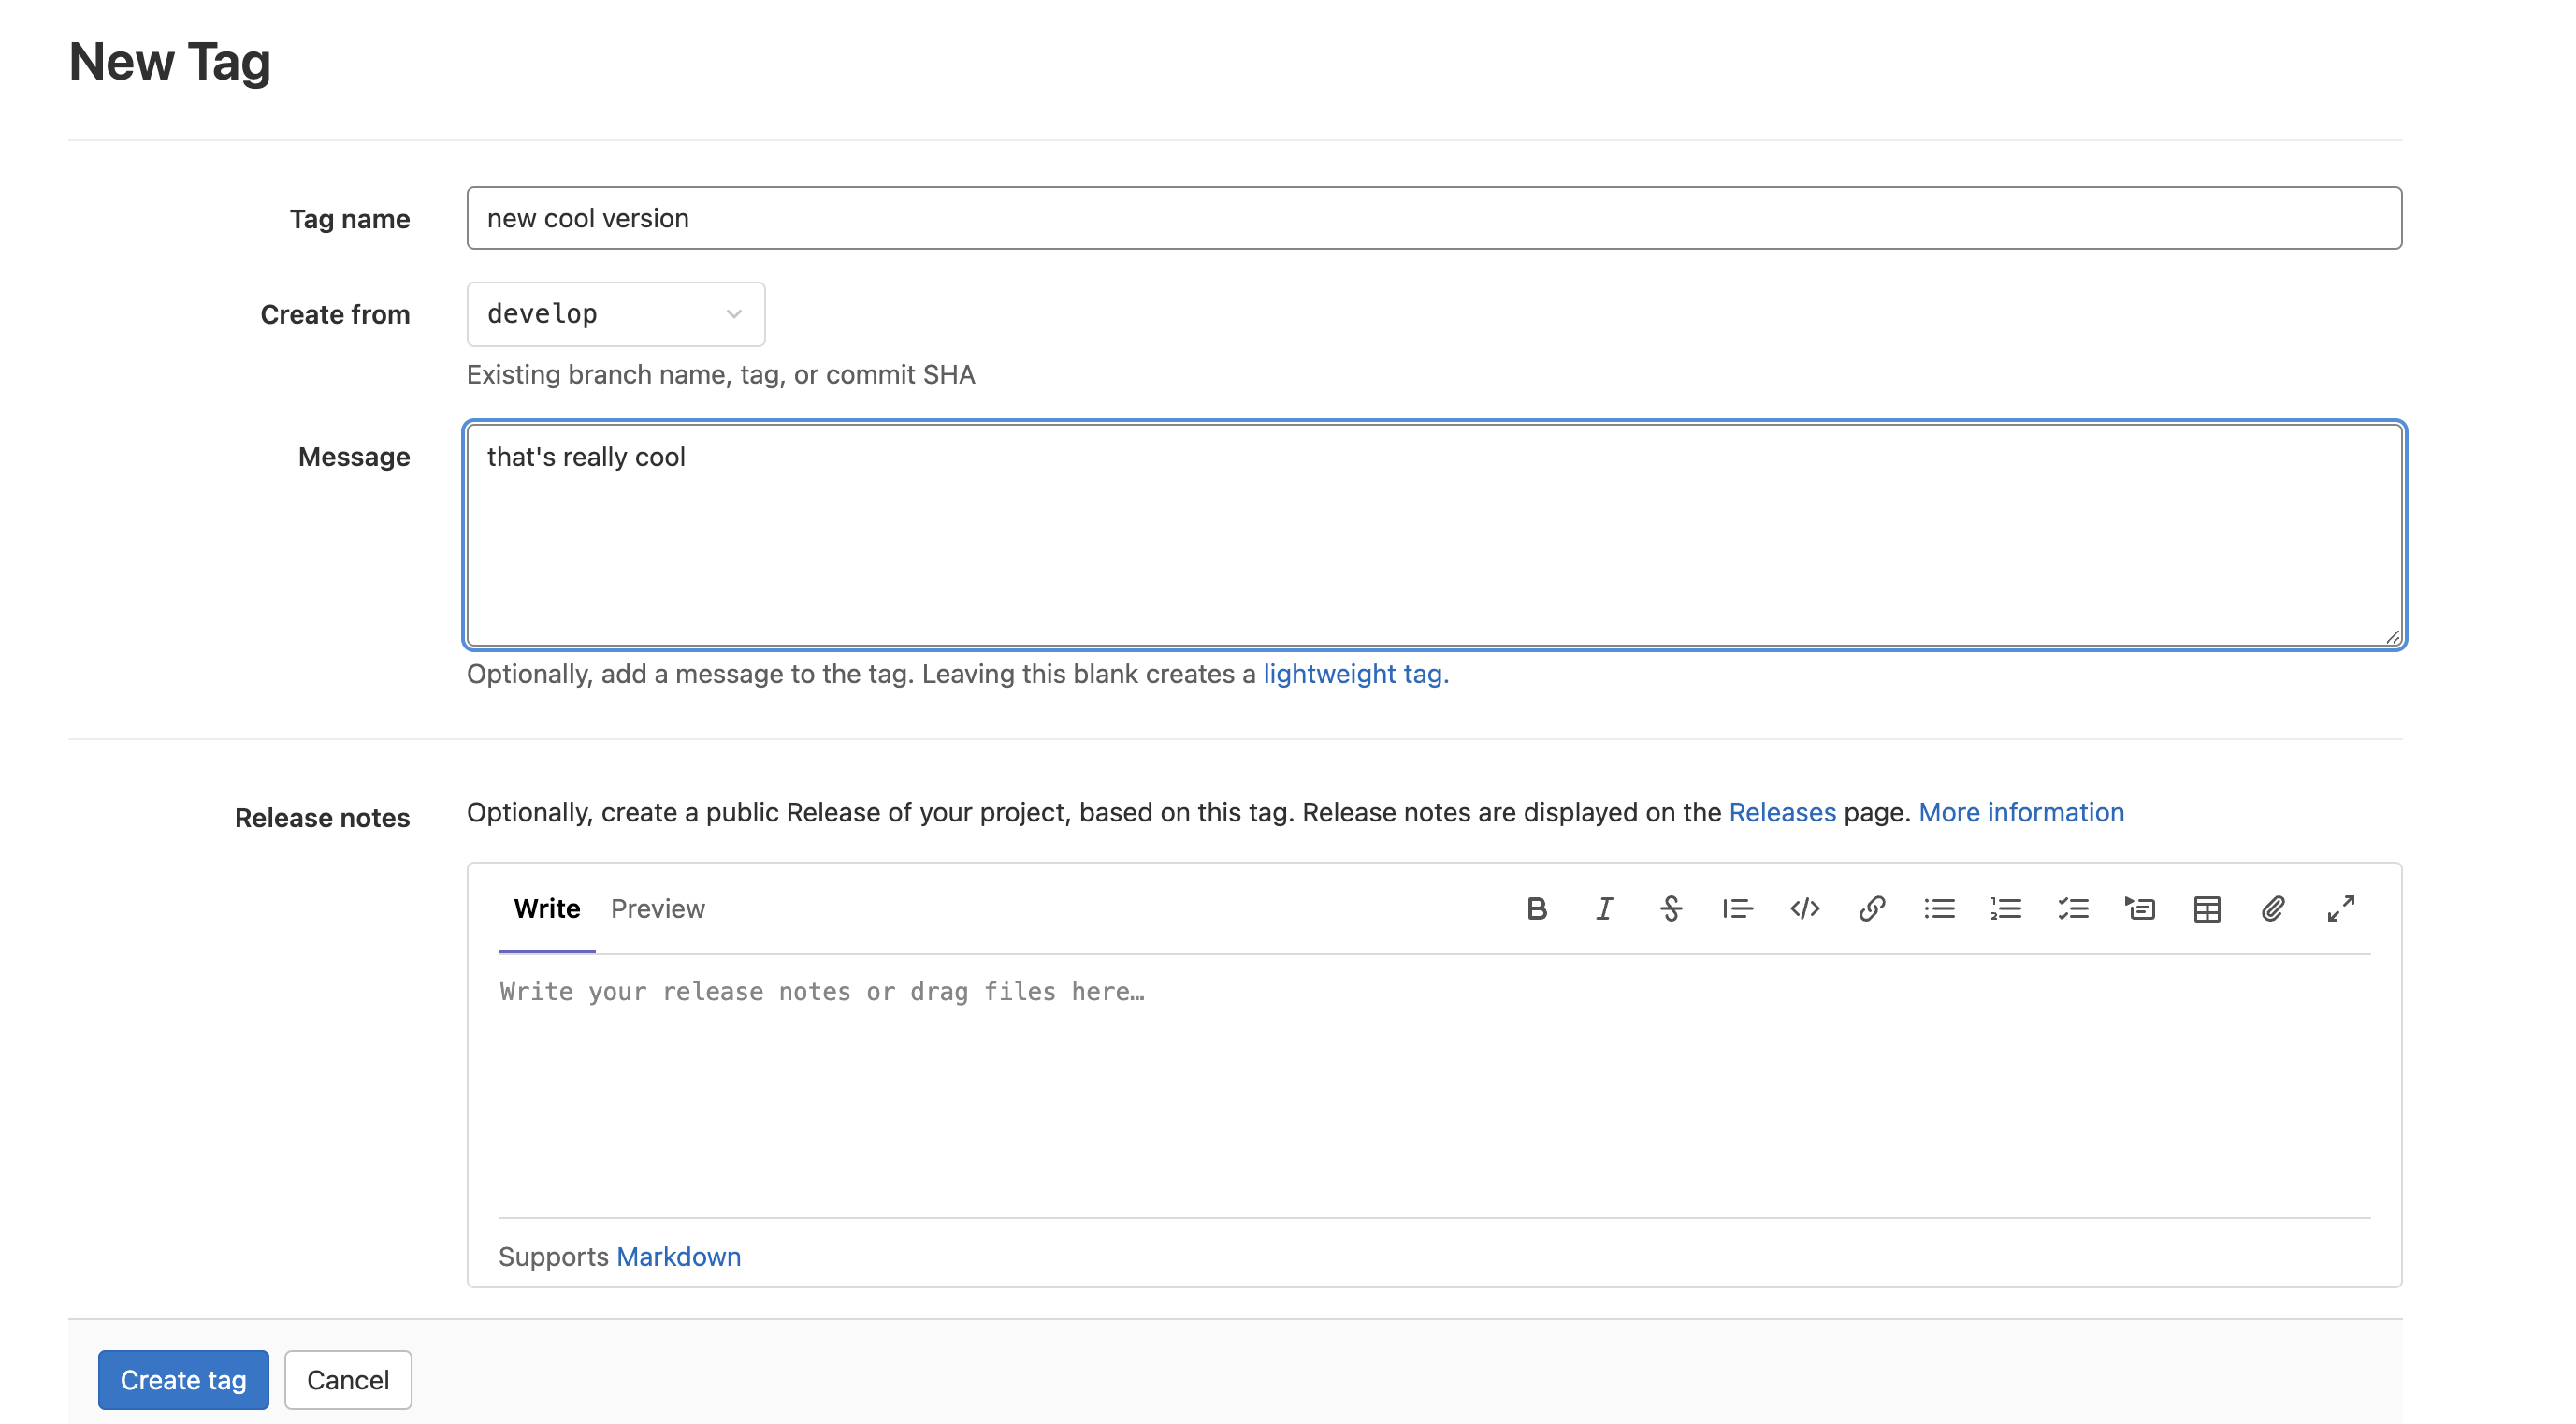 New Tag
Tag name
new cool version
Create from
develop
Existing branch name, tag, or commit SHA
Message
that's really cool
Optionally, add a message to the tag. Leaving this blank creates a lightweight tag.
Release notes
Optionally, create a public Release of your project, based on this tag. Release notes are displayed on the Releases page. More information
Write Preview
Write your release notes or drag files here…
Supports Markdown
Create tag Cancel